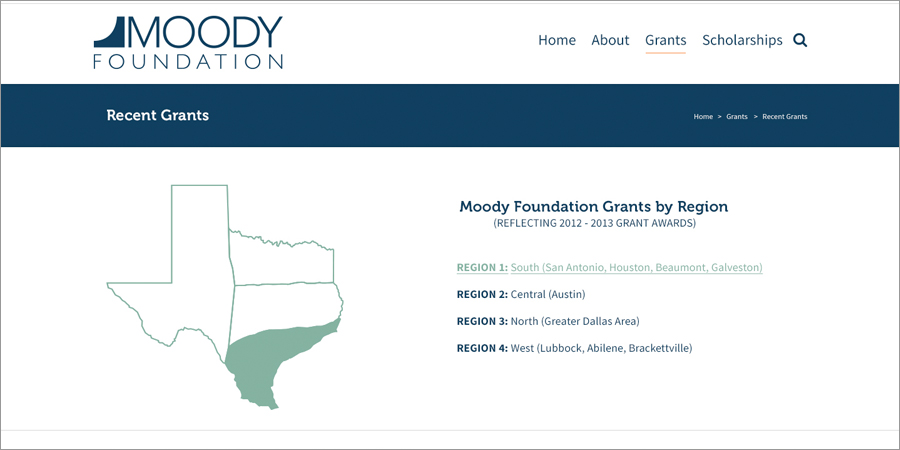 MOODY
FOUNDATION
Home About Grants Scholarships
Recent Grants
Home > Grants > Recent Grants
Moody Foundation Grants by Region
(REFLECTING 2012 - 2013 GRANT AWARDS)
REGION 1: South (San Antonio, Houston, Beaumont, Galveston)
REGION 2: Central (Austin)
REGION 3: North (Greater Dallas Area)
REGION 4: West (Lubbock, Abilene, Brackettville)